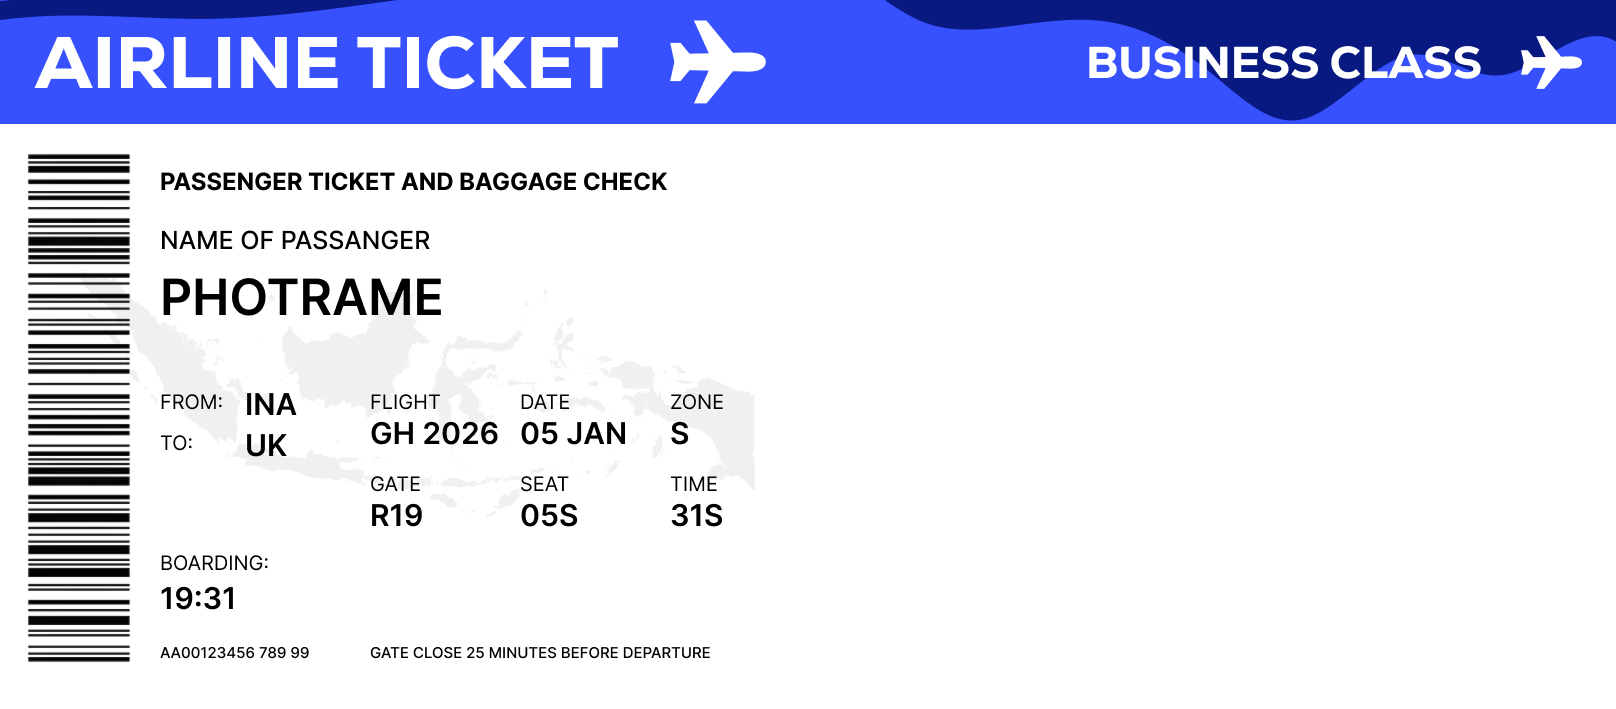 AIRLINE TICKET
BUSINESS CLASS
PASSENGER TICKET AND BAGGAGE CHECK
NAME OF PASSANGER
PHOTRAME
FROM: INA
TO: UK
FLIGHT DATE ZONE
GH 2026 05 JAN S
GATE SEAT TIME
R19 05S 31S
BOARDING:
19:31
AA00123456 789 99
GATE CLOSE 25 MINUTES BEFORE DEPARTURE